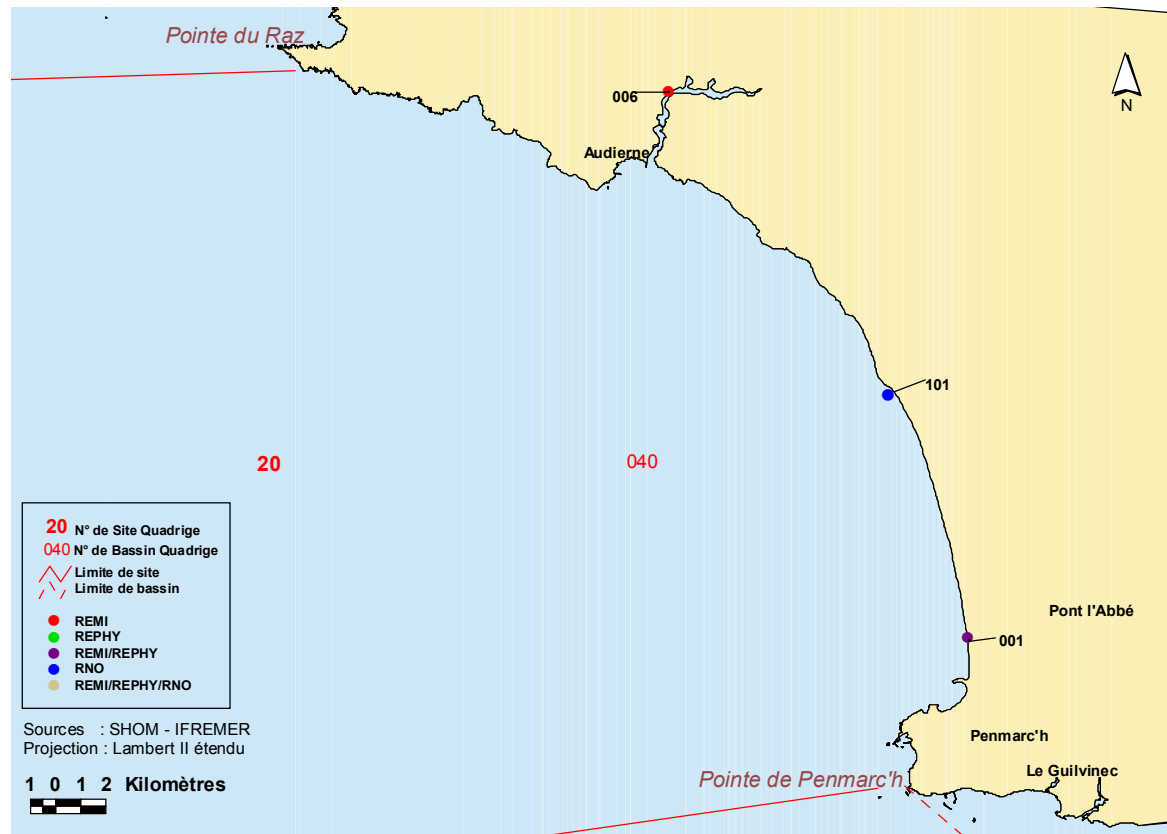 Pointe du Raz
N
006
Audierne
101
20
040
20 N° de Site Quadrige
040 N° de Bassin Quadrige
Limite de site
Limite de bassin
REMI
REPHY
REMI/REPHY
RNO
REMI/REPHY/RNO
Pont l'Abbé
001
Penmarc'h
Le Guilvinec
Pointe de Penmarc'h
Sources : SHOM - IFREMER
Projection : Lambert II étendu
1 0 1 2 Kilomètres